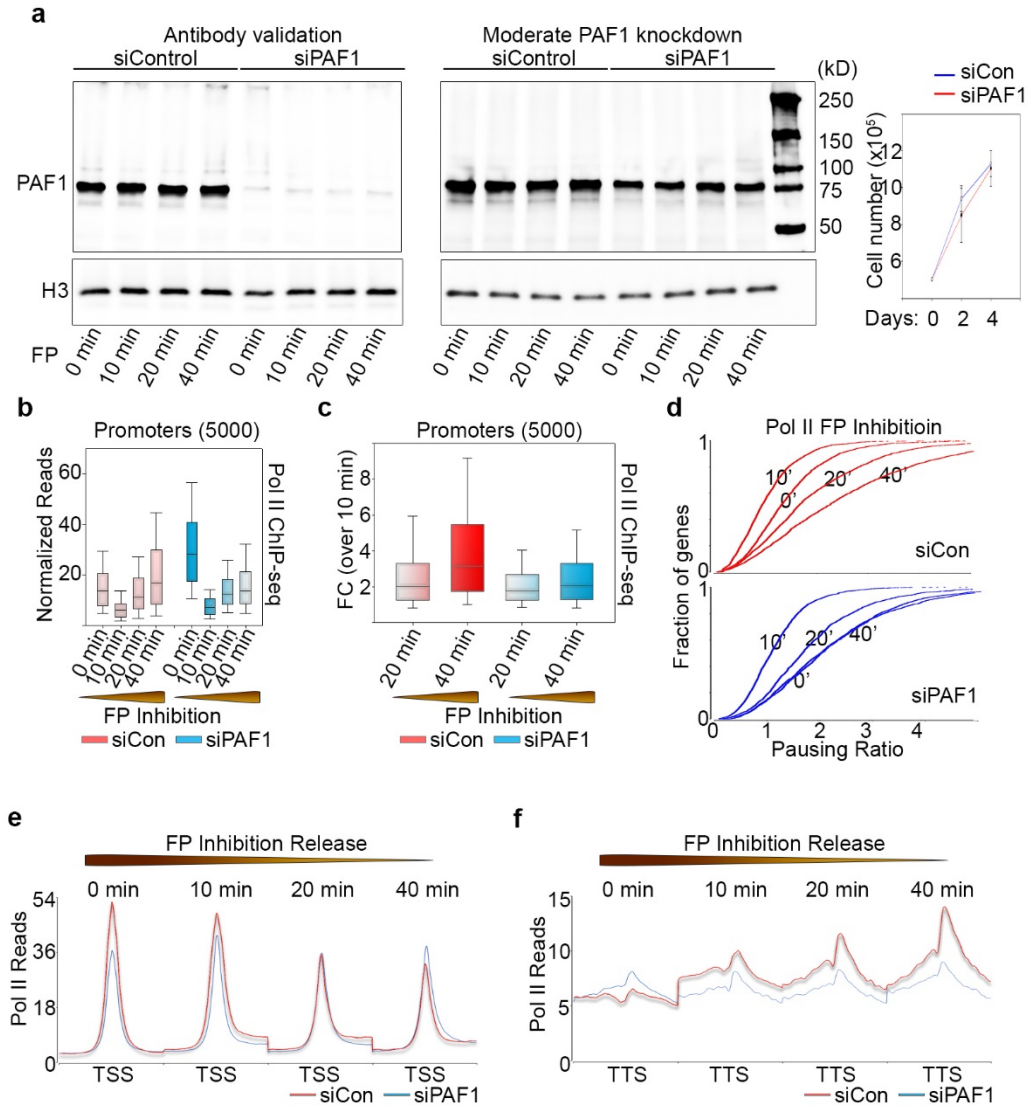 a
Antibody validation
siControl siPAF1
Moderate PAF1 knockdown
siControl siPAF1
(kD)
250
150
100
75
50
PAF1
H3
FP
0 min 10 min 20 min 40 min 0 min 10 min 20 min 40 min
0 min 10 min 20 min 40 min 0 min 10 min 20 min 40 min
siCon
siPAF1
Cell number (x10⁵)
12
10
8
6
Days: 0 2 4
b
Promoters (5000)
Normalized Reads
60
40
20
Pol II ChIP-seq
0 min 10 min 20 min 40 min 0 min 10 min 20 min 40 min
FP Inhibition
siCon siPAF1
c
Promoters (5000)
FC (over 10 min)
8
6
4
2
Pol II ChIP-seq
20 min 40 min 20 min 40 min
FP Inhibition
siCon siPAF1
d
Pol II FP Inhibitioin
Fraction of genes
1
10' 0' 20' 40'
siCon
0
1
10' 20' 40'
0'
siPAF1
0
0 1 2 3 4
Pausing Ratio
e
FP Inhibition Release
0 min 10 min 20 min 40 min
Pol II Reads
54
36
18
0
TSS TSS TSS TSS
siCon siPAF1
f
FP Inhibition Release
0 min 10 min 20 min 40 min
Pol II Reads
15
10
5
0
TTS TTS TTS TTS
siCon siPAF1